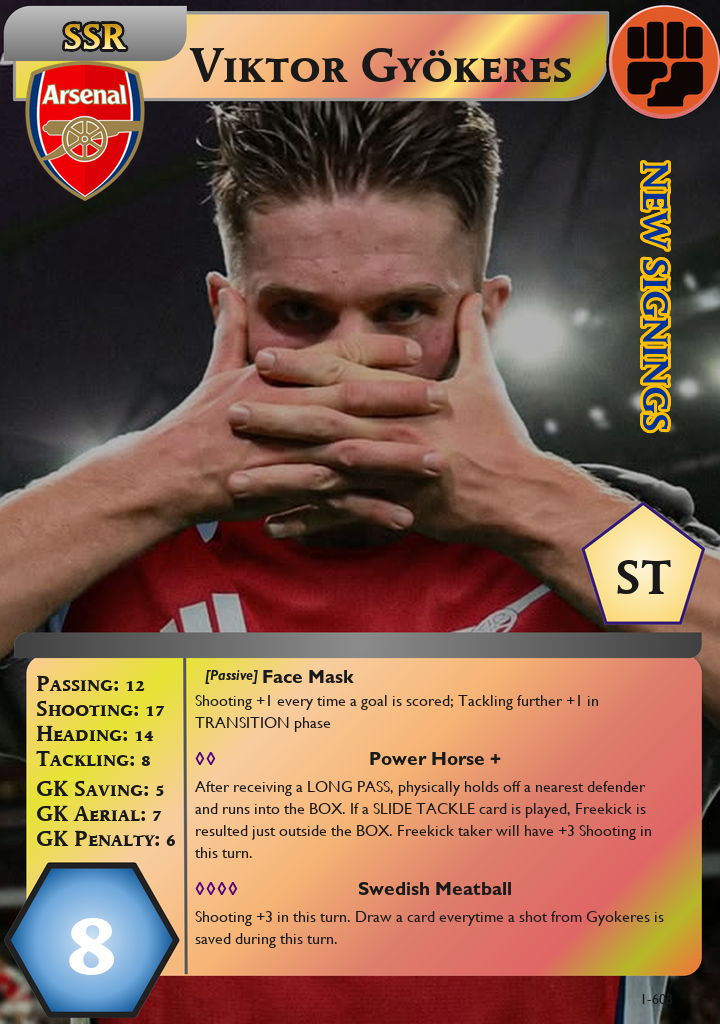 SSR
Viktor Gyökeres
Arsenal
NEW SIGNINGS
ST
Passing: 12
Shooting: 17
Heading: 14
Tackling: 8
GK Saving: 5
GK Aerial: 7
GK Penalty: 6
8
[Passive] Face Mask
Shooting +1 every time a goal is scored; Tackling further +1 in
TRANSITION phase
Power Horse +
After receiving a LONG PASS, physically holds off a nearest defender
and runs into the BOX. If a SLIDE TACKLE card is played, Freekick is
resulted just outside the BOX. Freekick taker will have +3 Shooting in
this turn.
Swedish Meatball
Shooting +3 in this turn. Draw a card everytime a shot from Gyokeres is
saved during this turn.